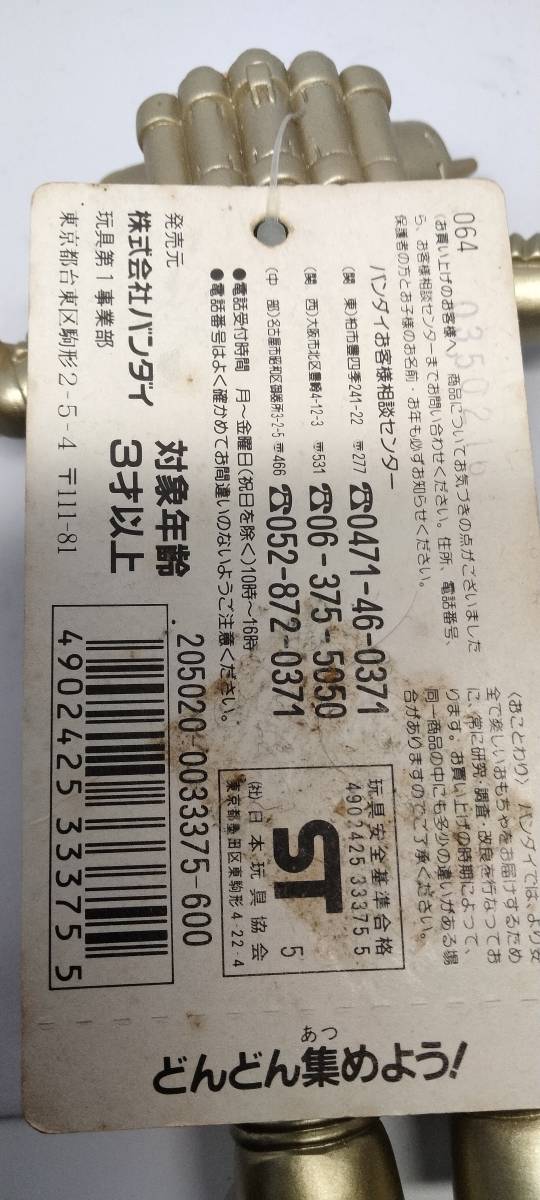 064
0350216
(お買い上げのお客様へ) 商品についてお気づきの点がございました
ら、お客様相談センターまでお問い合わせください。住所、電話番号、
保護者の方とお子様のお名前・お年も必ずお知らせください。
バンダイお客様相談センター
(関 東)柏市豊四季241-22 〒277 ☎0471-46-0371
(関 西)大阪市北区豊崎4-12-3 〒531 ☎06-375-5050
(中 部)名古屋市昭和区御器所3-2-5 〒466 ☎052-872-0371
●電話受付時間 月〜金曜日(祝日を除く)10時〜16時
●電話番号はよく確かめてお間違いのないようご注意ください。
発売元
株式会社バンダイ
玩具第1事業部
東京都台東区駒形2-5-4 〒111-81
対象年齢
3才以上
〈おことわり〉バンダイでは、より安
全で楽しいおもちゃをお届けするため
に、常に研究・調査・改良を行なってお
ります。お買い上げの時期によって、
同一商品の中にも多少の違いがある場
合がありますのでご了承ください。
玩具安全基準合格
4902425 33375 5
ST
5
(社)日本玩具協会
東京都墨田区東駒形4-22-4
205020-0033375-600
4902425 333755
あつ
どんどん集めよう!